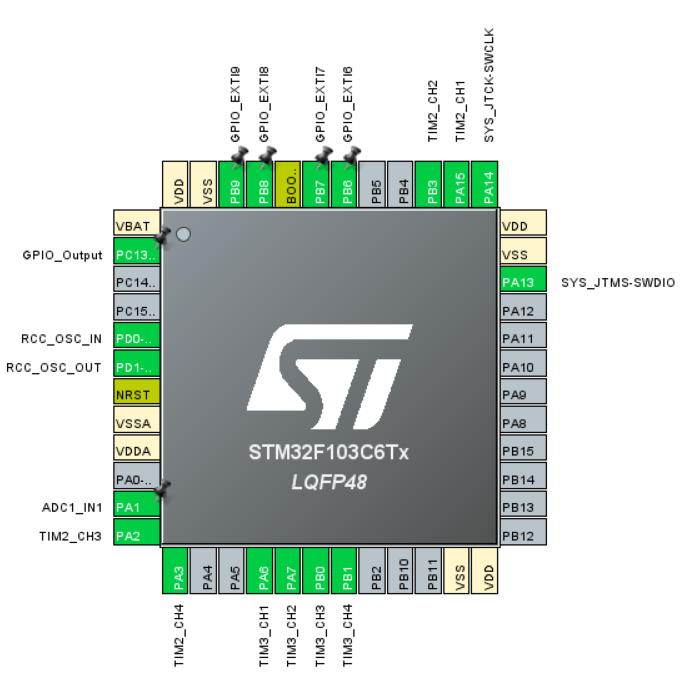 GPIO_EXTI9
GPIO_EXTI8
GPIO_EXTI7
GPIO_EXTI6
TIM2_CH2
TIM2_CH1
SYS_JTCK-SWCLK
VDD
VSS
PB9
PB8
BOO..
PB7
PB6
PB5
PB4
PB3
PA15
PA14
VBAT
GPIO_Output PC13..
PC14..
PC15..
RCC_OSC_IN PD0-..
RCC_OSC_OUT PD1-..
NRST
VSSA
VDDA
PA0-..
ADC1_IN1 PA1
TIM2_CH3 PA2
ST
STM32F103C6Tx
LQFP48
VDD
VSS
PA13 SYS_JTMS-SWDIO
PA12
PA11
PA10
PA9
PA8
PB15
PB14
PB13
PB12
PA3
PA4
PA5
PA6
PA7
PB0
PB1
PB2
PB10
PB11
VSS
VDD
TIM2_CH4
TIM3_CH1
TIM3_CH2
TIM3_CH3
TIM3_CH4